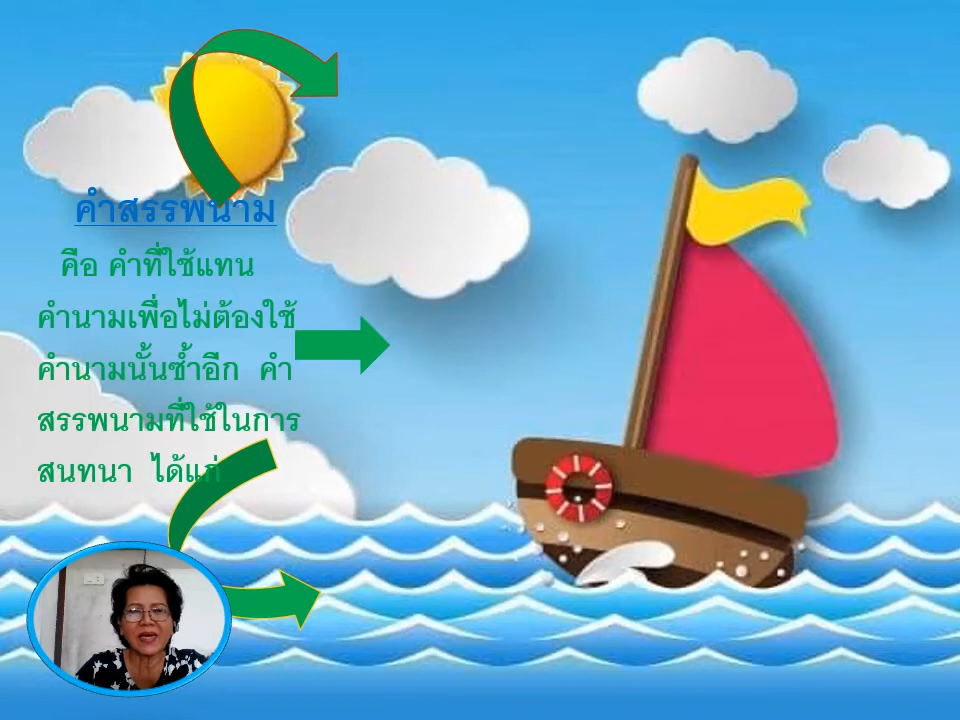 คำสรรพนาม
คือ คำที่ใช้แทน
คำนามเพื่อไม่ต้องใช้
คำนามนั้นซ้ำอีก คำ
สรรพนามที่ใช้ในการ
สนทนา ได้แก่